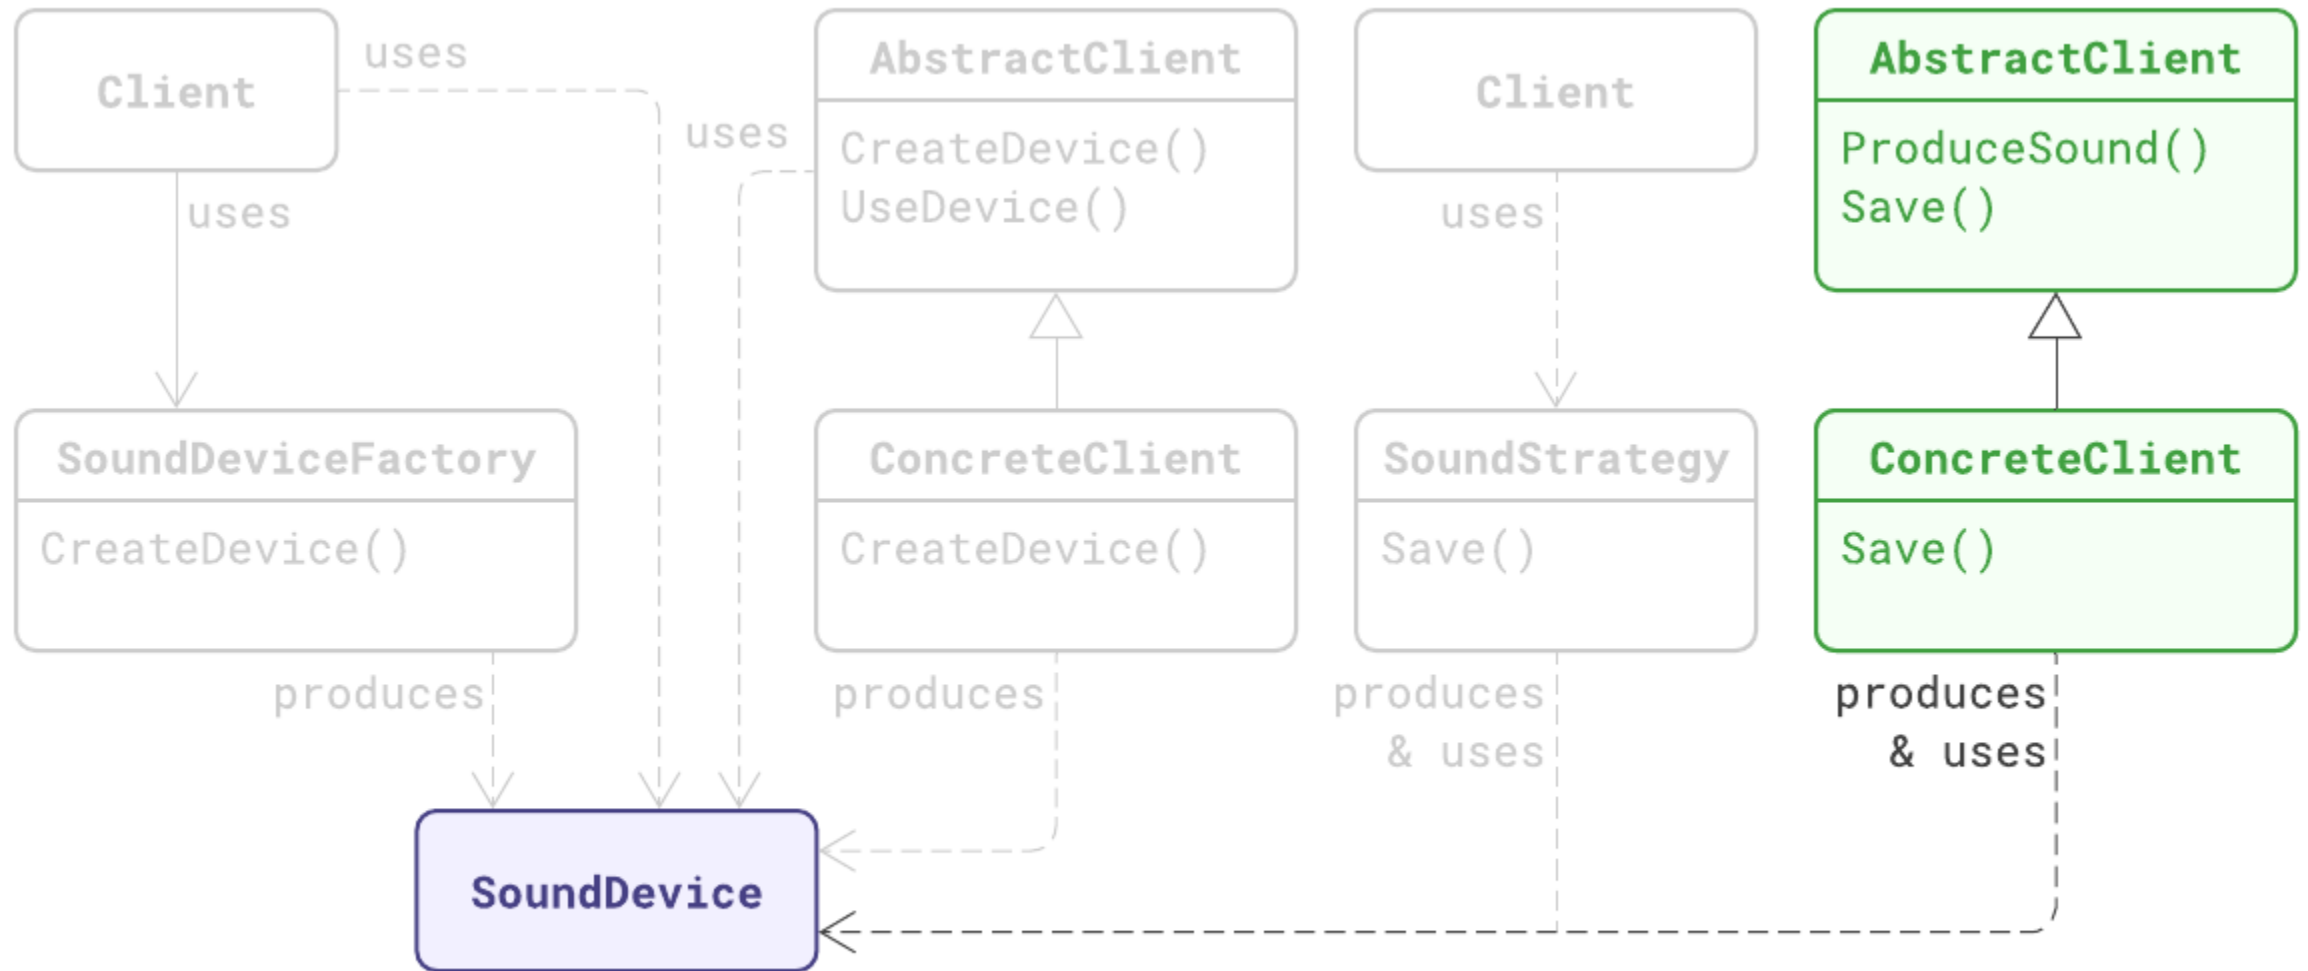 Client
uses
uses
SoundDeviceFactory
CreateDevice()
produces
uses
AbstractClient
CreateDevice()
UseDevice()
ConcreteClient
CreateDevice()
produces
Client
uses
SoundStrategy
Save()
produces
& uses
AbstractClient
ProduceSound()
Save()
ConcreteClient
Save()
produces
& uses
SoundDevice